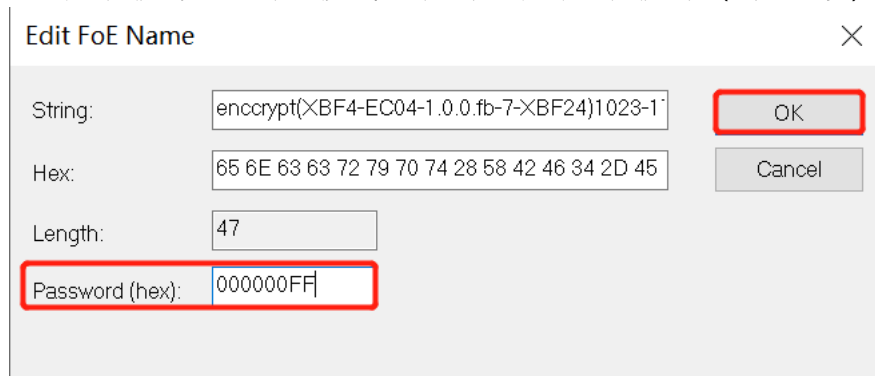 Edit FoE Name
String: enccrypt(XBF4-EC04-1.0.0.fb-7-XBF24)1023-1 OK
Hex: 65 6E 63 63 72 79 70 74 28 58 42 46 34 2D 45 Cancel
Length: 47
Password (hex): 000000FF